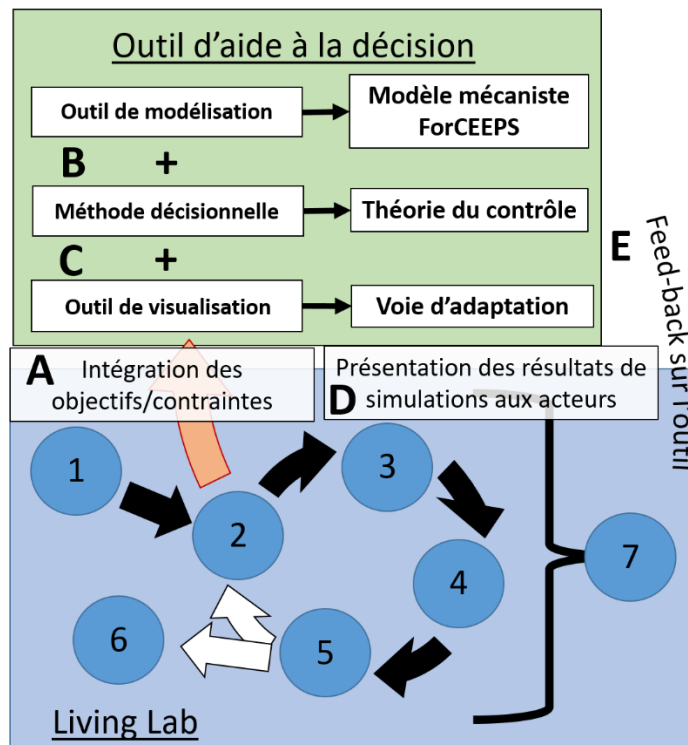 Outil d'aide à la décision
Outil de modélisation
Modèle mécaniste
ForCEEPS
B +
Méthode décisionnelle
Théorie du contrôle
C +
Outil de visualisation
Voie d'adaptation
E
Feed-back sur l'outil
A Intégration des
objectifs/contraintes
Présentation des résultats de
D simulations aux acteurs
1
2
3
4
5
6
7
Living Lab